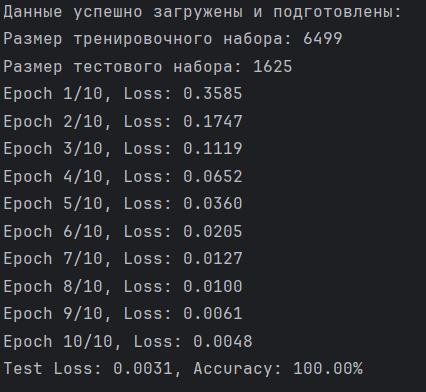 Данные успешно загружены и подготовлены:
Размер тренировочного набора: 6499
Размер тестового набора: 1625
Epoch 1/10, Loss: 0.3585
Epoch 2/10, Loss: 0.1747
Epoch 3/10, Loss: 0.1119
Epoch 4/10, Loss: 0.0652
Epoch 5/10, Loss: 0.0360
Epoch 6/10, Loss: 0.0205
Epoch 7/10, Loss: 0.0127
Epoch 8/10, Loss: 0.0100
Epoch 9/10, Loss: 0.0061
Epoch 10/10, Loss: 0.0048
Test Loss: 0.0031, Accuracy: 100.00%